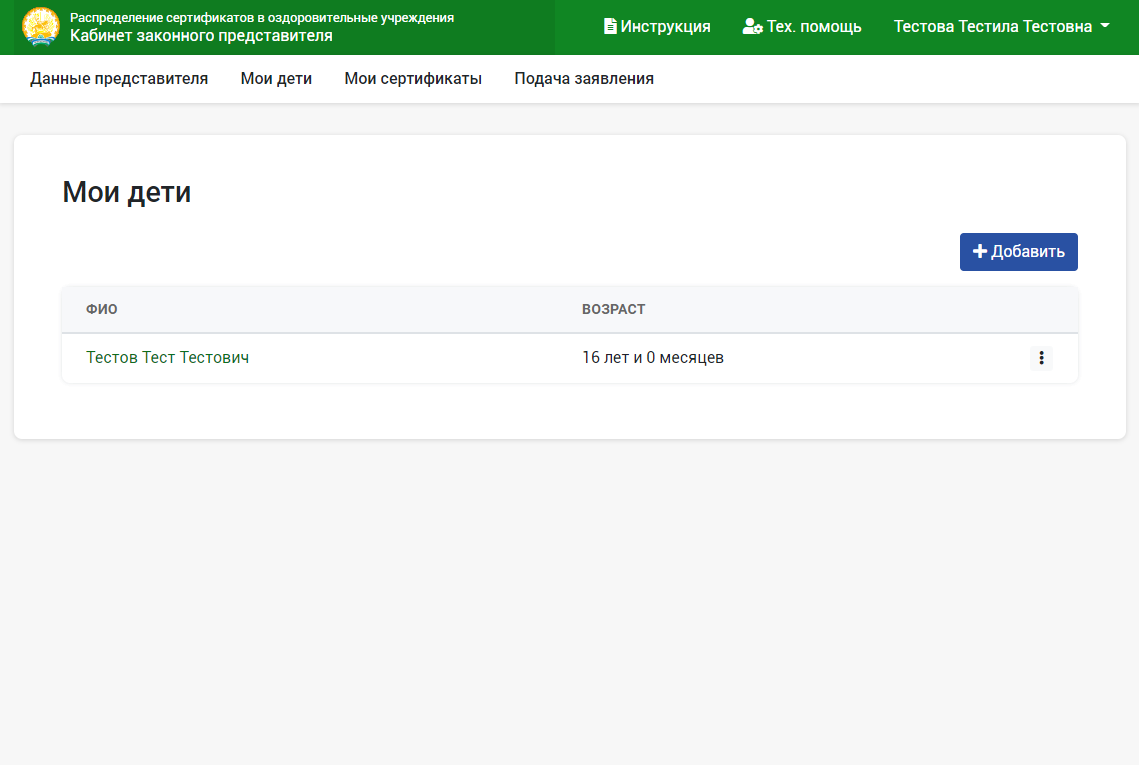 Распределение сертификатов в оздоровительные учреждения
Кабинет законного представителя
Инструкция
Тех. помощь
Тестова Тестила Тестовна
Данные представителя
Мои дети
Мои сертификаты
Подача заявления
Мои дети
Добавить
ФИО
ВОЗРАСТ
Тестов Тест Тестович
16 лет и 0 месяцев